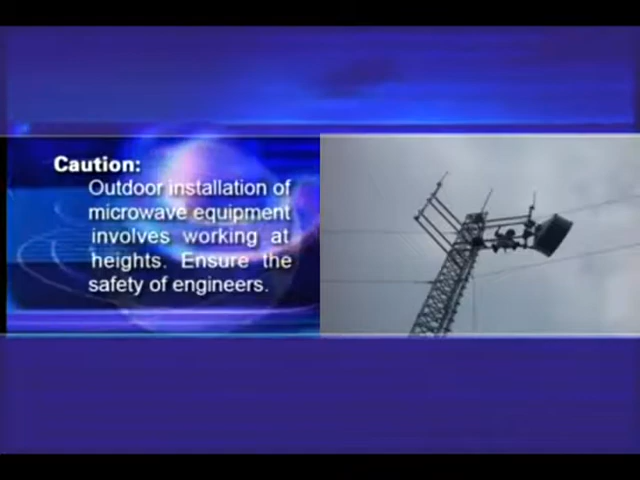 Caution:
Outdoor installation of
microwave equipment
involves working at
heights. Ensure the
safety of engineers.